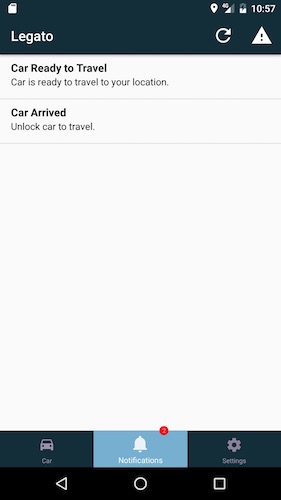 4G 10:57
Legato
Car Ready to Travel
Car is ready to travel to your location.
Car Arrived
Unlock car to travel.
2
Car Notifications Settings